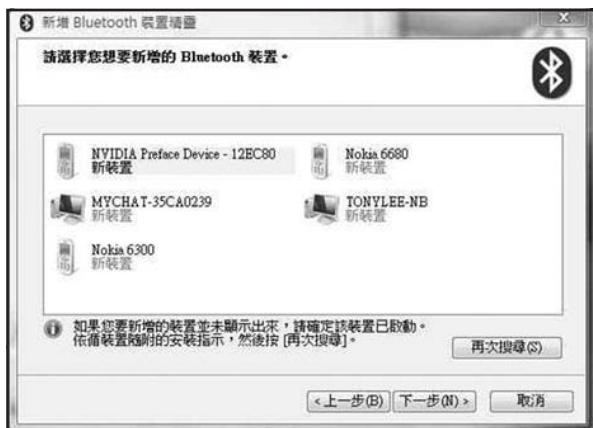 新增 Bluetooth 裝置精靈
請選擇您想要新增的 Bluetooth 裝置。
NVIDIA Preface Device - 12EC80
新裝置
Nokia 6680
新裝置
MYCHAT-35CA0239
新裝置
TONYLEE-NB
新裝置
Nokia 6300
新裝置
如果您要新增的裝置並未顯示出來，請確定該裝置已啟動。
依循裝置隨附的安裝指示，然後按 [再次搜尋]。
再次搜尋(S)
<上一步(B)
下一步(N)>
取消